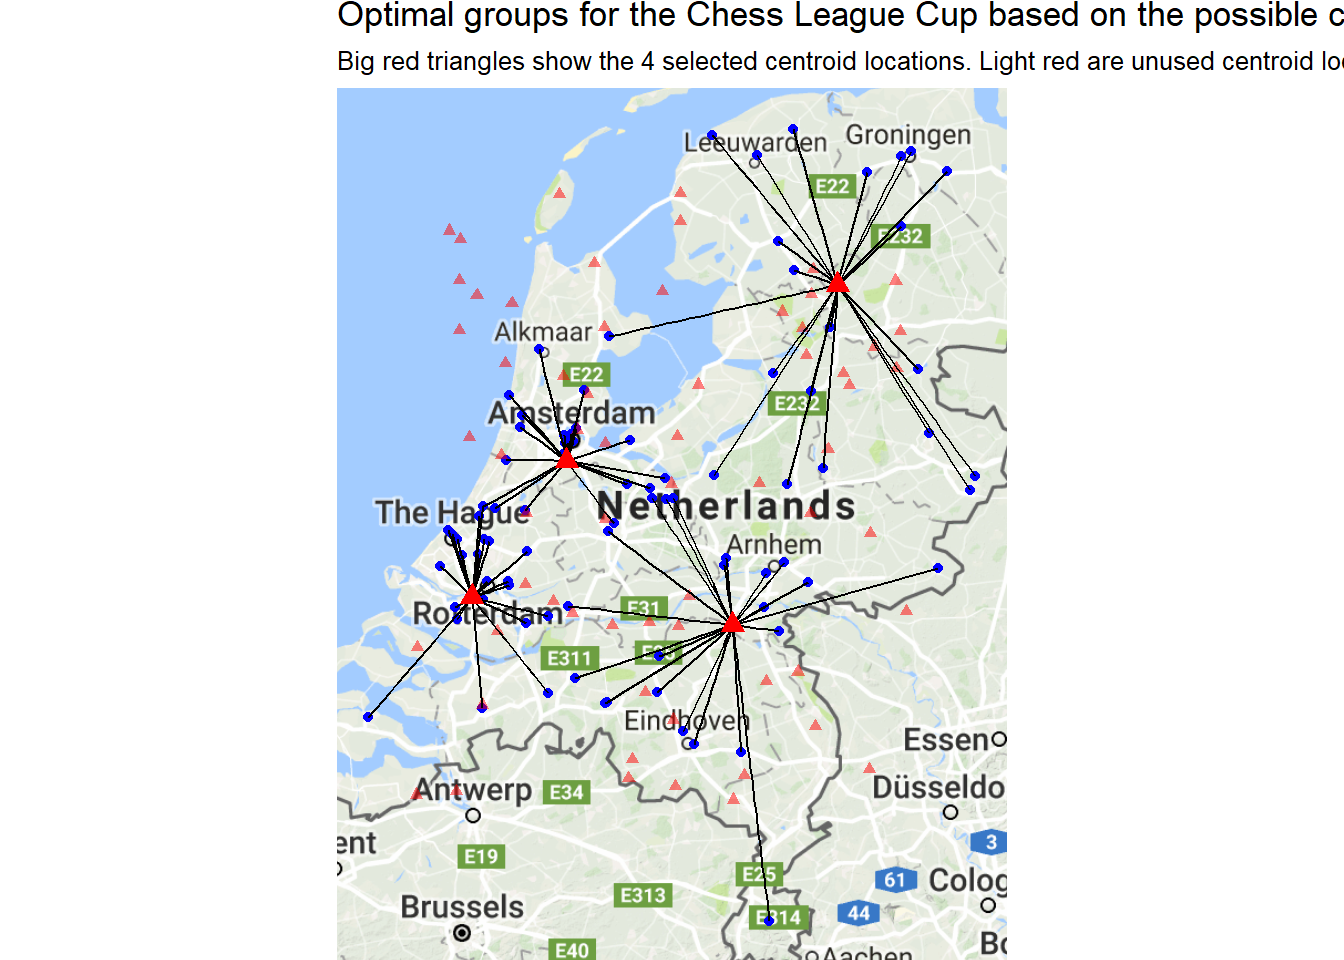 Optimal groups for the Chess League Cup based on the possible c
Big red triangles show the 4 selected centroid locations. Light red are unused centroid lo
Leeuwarden
Groningen
E22
E232
Alkmaar
E22
Amsterdam
E232
Netherlands
The Hague
Arnhem
Rotterdam
E31
E311
Eindhoven
Essen
Antwerp
E34
Düsseldo
ent
E19
3
E25
61
Colog
E313
Brussels
E314
44
E40
Aachen
Bo